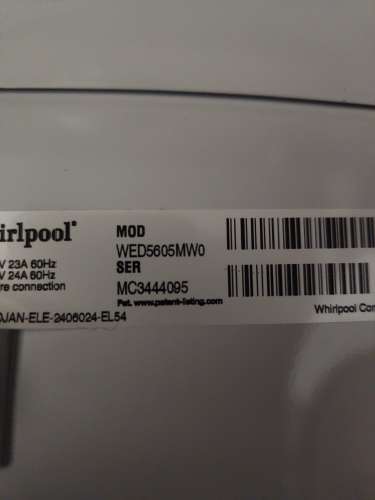 irlpool®
V 23A 60Hz
V 24A 60Hz
re connection
MOD
WED5605MW0
SER
MC3444095
Pat. www.patent-listing.com
Whirlpool Cor
OJAN-ELE-2406024-EL54